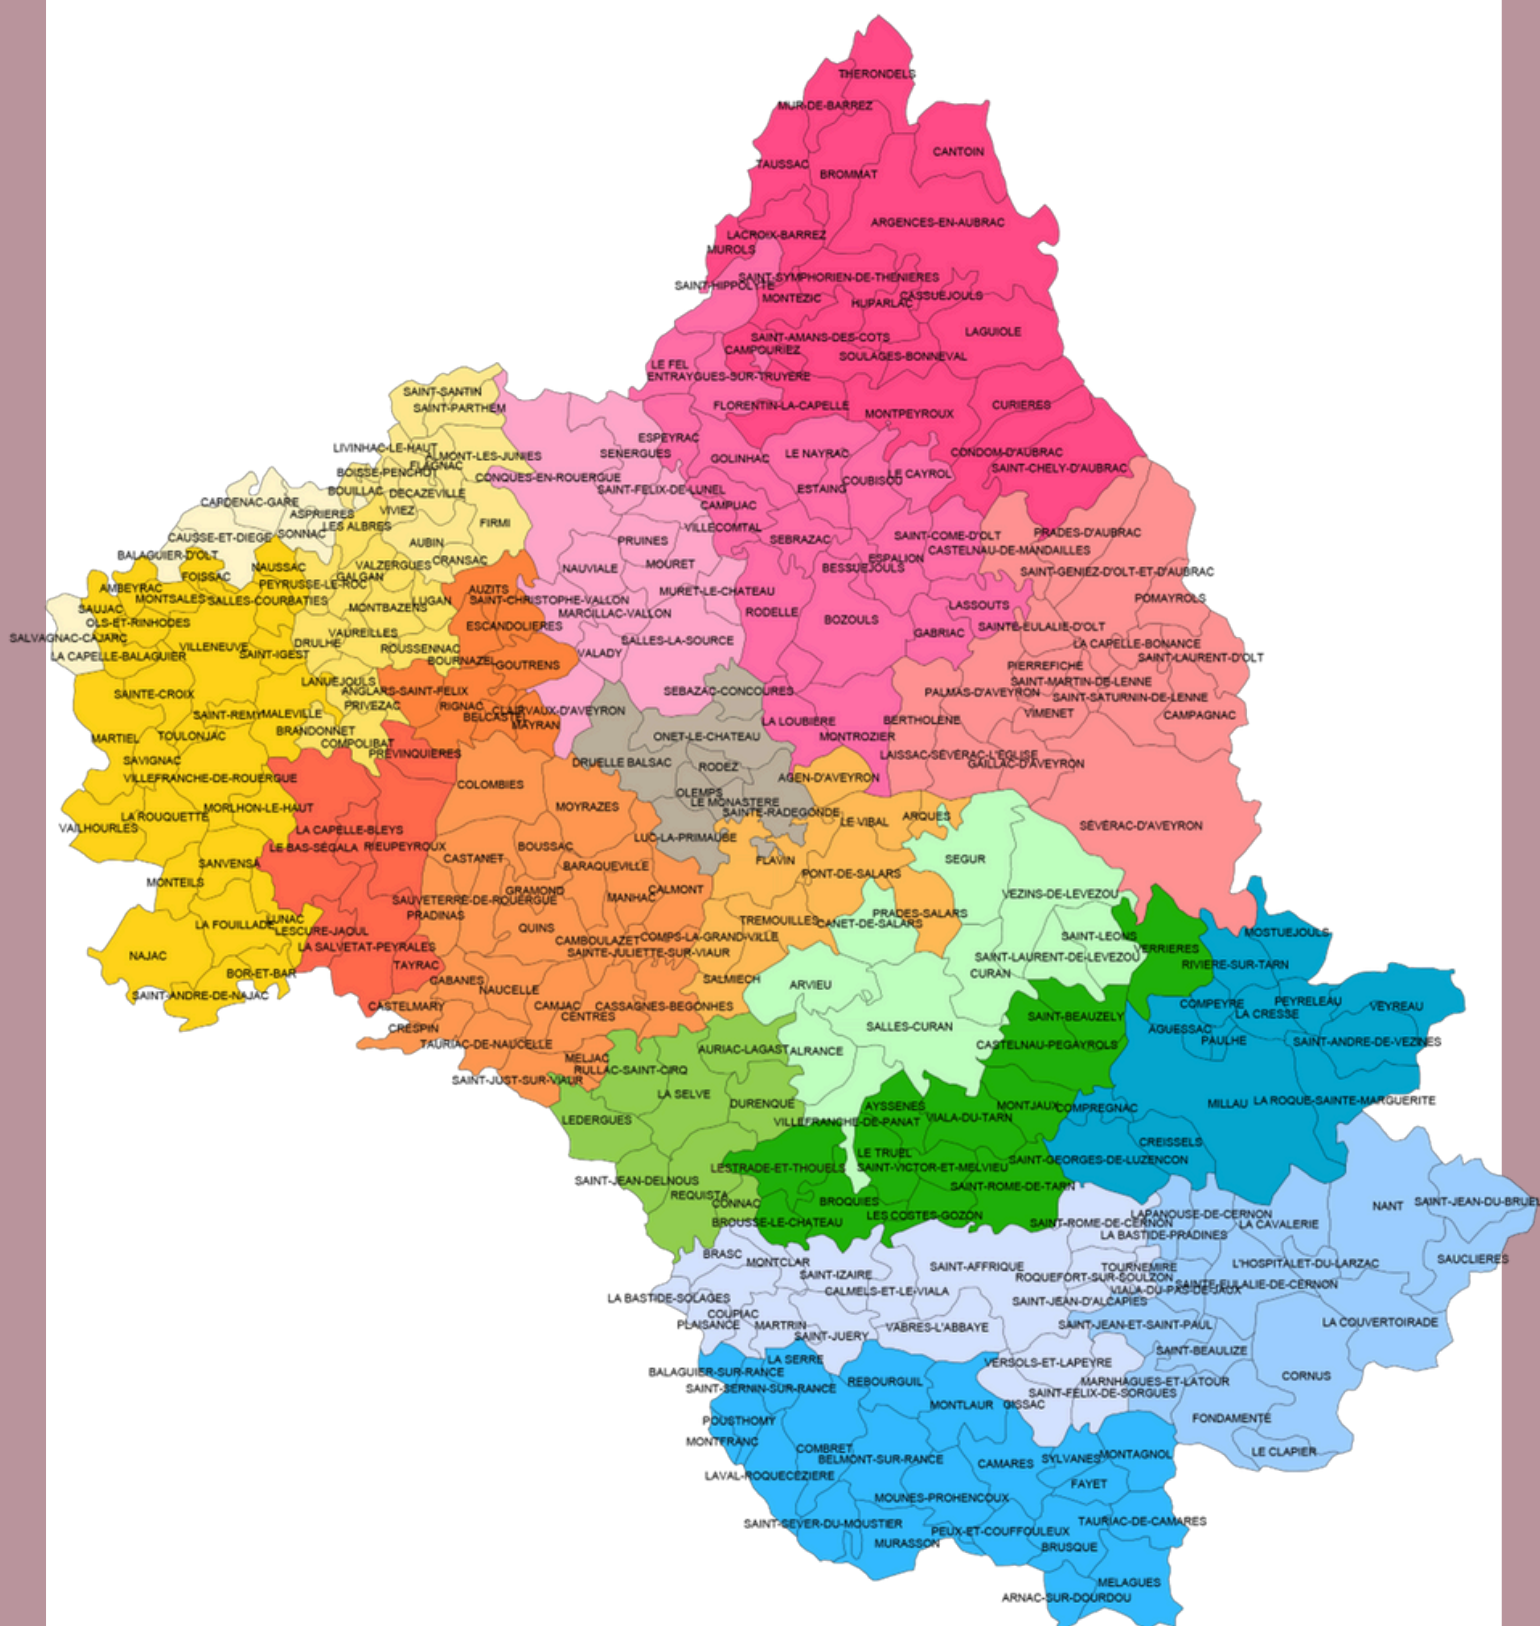 THERONDELS
MUR-DE-BARREZ
CANTOIN
TAUSSAC
BROMMAT
ARGENCES-EN-AUBRAC
LACROIX-BARREZ
MUROLS
SAINT-SYMPHORIEN-DE-THENIERES
SAINT-HIPPOLYTE
MONTEZIC
CASSUEJOULS
HUPARLAC
LAGUIOLE
SAINT-AMANS-DES-COTS
CAMPOURIEZ
SOULAGES-BONNEVAL
LE FEL
ENTRAYGUES-SUR-TRUYERE
SAINT-SANTIN
SAINT-PARTHEM
FLORENTIN-LA-CAPELLE
MONTPEYROUX
CURIERES
ESPEYRAC
LIVINHAC-LE-HAUT
ALMONT-LES-JUNIES
SENERGUES
GOLINHAC
LE NAYRAC
CONDOM-D'AUBRAC
FLAGNAC
BOISSE-PENCHOT
CONQUES-EN-ROUERGUE
COUBISOU
LE CAYROL
SAINT-CHELY-D'AUBRAC
BOUILLAC
DECAZEVILLE
SAINT-FELIX-DE-LUNEL
ESTAING
CARDENAC-GARE
ASPRIERES
VIVIEZ
CAMPUAC
LES ALBRES
FIRMI
VILLECOMTAL
CAUSSE-ET-DIEGE
SONNAC
AUBIN
PRUINES
SEBRAZAC
SAINT-COME-D'OLT
PRADES-D'AUBRAC
CASTELNAU-DE-MANDAILLES
BALAGUIER-D'OLT
NAUSSAC
VALZERGUES
CRANSAC
NAUVIALE
MOURET
BESSUEJOULS
ESPALION
SAINT-GENIEZ-D'OLT-ET-D'AUBRAC
FOISSAC
PEYRUSSE-LE-ROC
GALGAN
AMBEYRAC
MONTSALES
SALLES-COURBATIES
MONTBAZENS
LUGAN
AUZITS
SAINT-CHRISTOPHE-VALLON
MURET-LE-CHATEAU
POMAYROLS
SAUJAC
MARCILLAC-VALLON
RODELLE
BOZOULS
LASSOUTS
OLS-ET-RINHODES
ESCANDOLIERES
SAINTE-EULALIE-D'OLT
SALVAGNAC-CAJARC
VILLENEUVE
DRULHE
VAUREILLES
ROUSSENNAC
SALLES-LA-SOURCE
GABRIAC
LA CAPELLE-BONANCE
LA CAPELLE-BALAGUIER
SAINT-IGEST
BOURNAZEL
GOUTRENS
VALADY
PIERREFICHE
SAINT-LAURENT-D'OLT
LANUEJOULS
SAINTE-CROIX
ANGLARS-SAINT-FELIX
SEBAZAC-CONCOURES
PALMAS-D'AVEYRON
SAINT-MARTIN-DE-LENNE
SAINT-SATURNIN-DE-LENNE
PRIVEZAC
RIGNAC
CLAIRVAUX-D'AVEYRON
SAINT-REMY
MALEVILLE
BELCASTEL
MAYRAN
LA LOUBIERE
BERTHOLENE
VIMENET
CAMPAGNAC
MARTIEL
TOULONJAC
BRANDONNET
COMPOLIBAT
ONET-LE-CHATEAU
MONTROZIER
PREVINQUIERES
SAVIGNAC
DRUELLE BALSAC
RODEZ
LAISSAC-SÉVÉRAC-L'ÉGLISE
GAILLAC-D'AVEYRON
VILLEFRANCHE-DE-ROUERGUE
COLOMBIES
AGEN-D'AVEYRON
OLEMPS
LE MONASTERE
MORLHON-LE-HAUT
MOYRAZES
SAINTE-RADEGONDE
LA ROUQUETTE
LE VIBAL
ARQUES
VAILHOURLES
LA CAPELLE-BLEYS
SÉVÉRAC-D'AVEYRON
LE BAS-SÉGALA
RIEUPEYROUX
BOUSSAC
LUC-LA-PRIMAUBE
SANVENSA
CASTANET
BARAQUEVILLE
FLAVIN
SEGUR
PONT-DE-SALARS
MONTEILS
GRAMOND
CALMONT
VEZINS-DE-LEVEZOU
SAUVETERRE-DE-ROUERGUE
MANHAC
LA FOUILLADE
LUNAC
PRADINAS
PRADES-SALARS
TREMOUILLES
CANET-DE-SALARS
LESCURE-JAOUL
QUINS
COMPS-LA-GRAND-VILLE
SAINT-LEONS
MOSTUEJOULS
LA SALVETAT-PEYRALES
CAMBOULAZET
SAINTE-JULIETTE-SUR-VIAUR
VERRIERES
NAJAC
SAINT-LAURENT-DE-LEVEZOU
TAYRAC
RIVIERE-SUR-TARN
BOR-ET-BAR
CABANES
SALMIECH
CURAN
ARVIEU
NAUCELLE
SAINT-ANDRE-DE-NAJAC
CASTELMARY
CAMJAC
CASSAGNES-BEGONHES
COMPEYRE
PEYRELEAU
VEYREAU
CENTRES
SAINT-BEAUZELY
LA CRESSE
CRESPIN
SALLES-CURAN
AGUESSAC
PAULHE
SAINT-ANDRE-DE-VEZINES
TAURIAC-DE-NAUCELLE
AURIAC-LAGAST
ALRANCE
CASTELNAU-PEGAYROLS
MELJAC
RULLAC-SAINT-CIRQ
SAINT-JUST-SUR-VIAUR
LA SELVE
DURENQUE
AYSSENES
MONTJAUX
COMPREGNAC
MILLAU
LA ROQUE-SAINTE-MARGUERITE
LEDERGUES
VILLEFRANCHE-DE-PANAT
VIALA-DU-TARN
CREISSELS
LE TRUEL
SAINT-GEORGES-DE-LUZENCON
LESTRADE-ET-THOUELS
SAINT-VICTOR-ET-MELVIEU
SAINT-JEAN-DELNOUS
SAINT-ROME-DE-TARN
REQUISTA
CONNAC
BROQUIES
NANT
SAINT-JEAN-DU-BRUEL
BROUSSE-LE-CHATEAU
LES COSTES-GOZON
SAINT-ROME-DE-CERNON
LAPANOUSE-DE-CERNON
LA CAVALERIE
LA BASTIDE-PRADINES
BRASC
MONTCLAR
SAINT-IZAIRE
SAINT-AFFRIQUE
TOURNEMIRE
L'HOSPITALET-DU-LARZAC
SAUCLIERES
ROQUEFORT-SUR-SOULZON
SAINTE-EULALIE-DE-CERNON
CALMELS-ET-LE-VIALA
VIALA-DU-PAS-DE-JAUX
LA BASTIDE-SOLAGES
SAINT-JEAN-D'ALCAPIES
COUPIAC
PLAISANCE
MARTRIN
VABRES-L'ABBAYE
SAINT-JEAN-ET-SAINT-PAUL
LA COUVERTOIRADE
SAINT-JUERY
SAINT-BEAULIZE
LA SERRE
VERSOLS-ET-LAPEYRE
BALAGUIER-SUR-RANCE
CORNUS
SAINT-SERNIN-SUR-RANCE
REBOURGUIL
MARNHAGUES-ET-LATOUR
SAINT-FELIX-DE-SORGUES
MONTLAUR
GISSAC
POUSTHOMY
FONDAMENTE
MONTFRANC
COMBRET
BELMONT-SUR-RANCE
CAMARES
SYLVANES
MONTAGNOL
LE CLAPIER
LAVAL-ROQUECEZIERE
FAYET
MOUNES-PROHENCOUX
SAINT-SEVER-DU-MOUSTIER
PEUX-ET-COUFFOULEUX
TAURIAC-DE-CAMARES
MURASSON
BRUSQUE
MELAGUES
ARNAC-SUR-DOURDOU